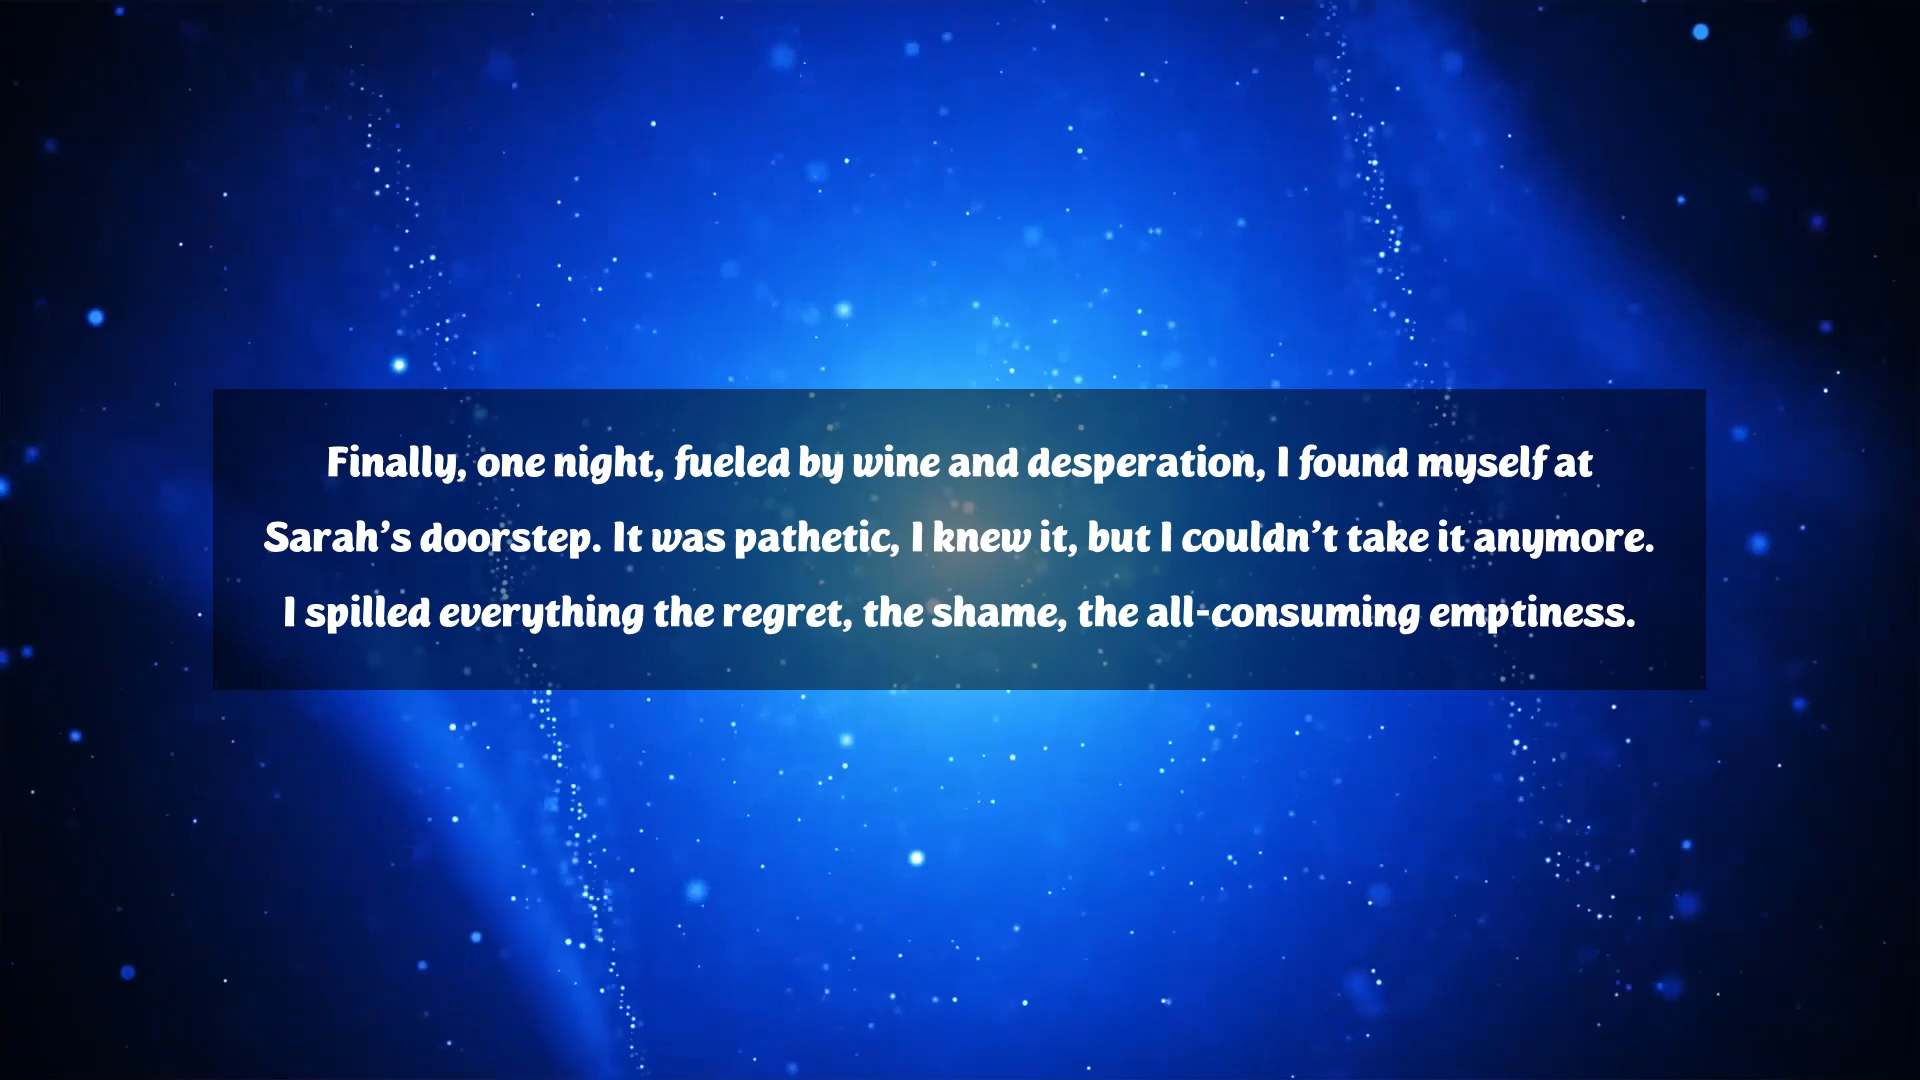 Finally, one night, fueled by wine and desperation, I found myself at
Sarah’s doorstep. It was pathetic, I knew it, but I couldn’t take it anymore.
I spilled everything the regret, the shame, the all-consuming emptiness.